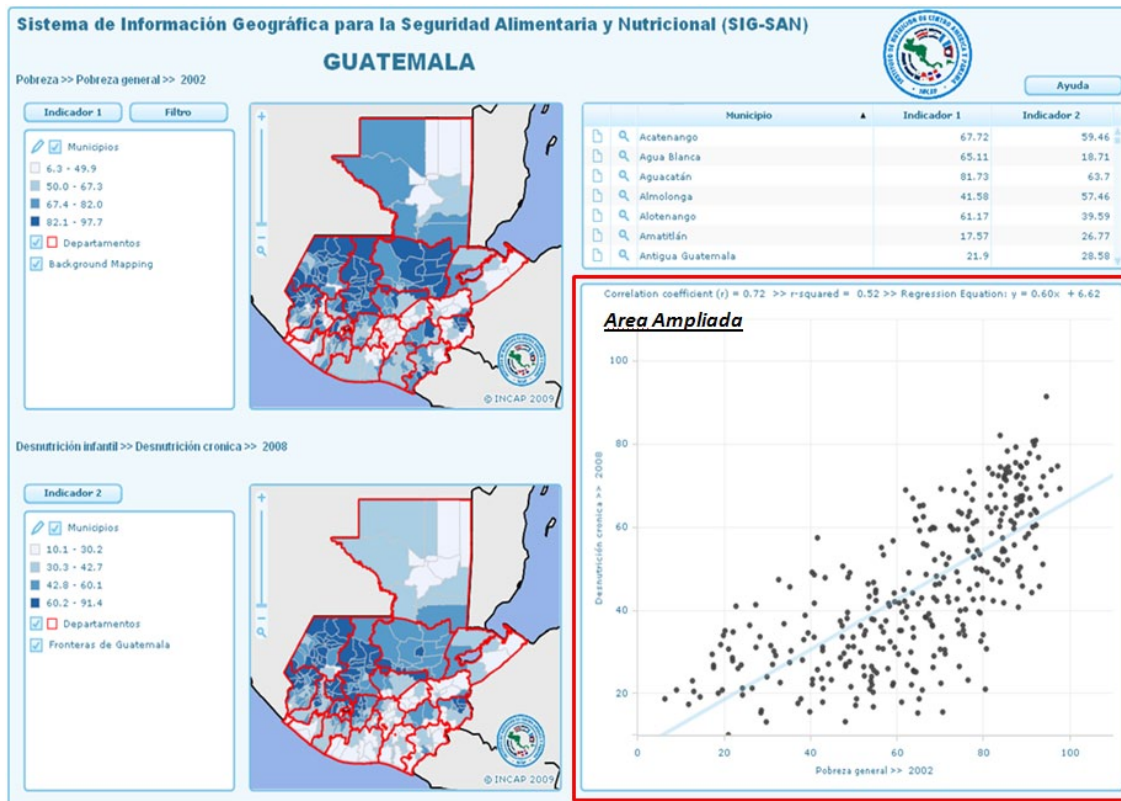 Sistema de Información Geográfica para la Seguridad Alimentaria y Nutricional (SIG-SAN)
GUATEMALA
Pobreza >> Pobreza general >> 2002
Ayuda
Indicador 1
Filtro
Municipios
6.3 - 49.9
50.0 - 67.3
67.4 - 82.0
82.1 - 97.7
Departamentos
Background Mapping
© INCAP 2009
Municipio Indicador 1 Indicador 2
Acatenango 67.72 59.46
Agua Blanca 65.11 18.71
Aguacatán 81.73 63.7
Almolonga 41.58 57.46
Alotenango 61.17 39.59
Amatitlán 17.57 26.77
Antigua Guatemala 21.9 28.58
Desnutrición infantil >> Desnutrición cronica >> 2008
Indicador 2
Municipios
10.1 - 30.2
30.3 - 42.7
42.8 - 60.1
60.2 - 91.4
Departamentos
Fronteras de Guatemala
© INCAP 2009
Correlation coefficient (r) = 0.72 >> r-squared = 0.52 >> Regression Equation: y = 0.60x + 6.62
Area Ampliada
100
80
60
40
20
Desnutrición cronica >> 2008
0 20 40 60 80 100
Pobreza general >> 2002